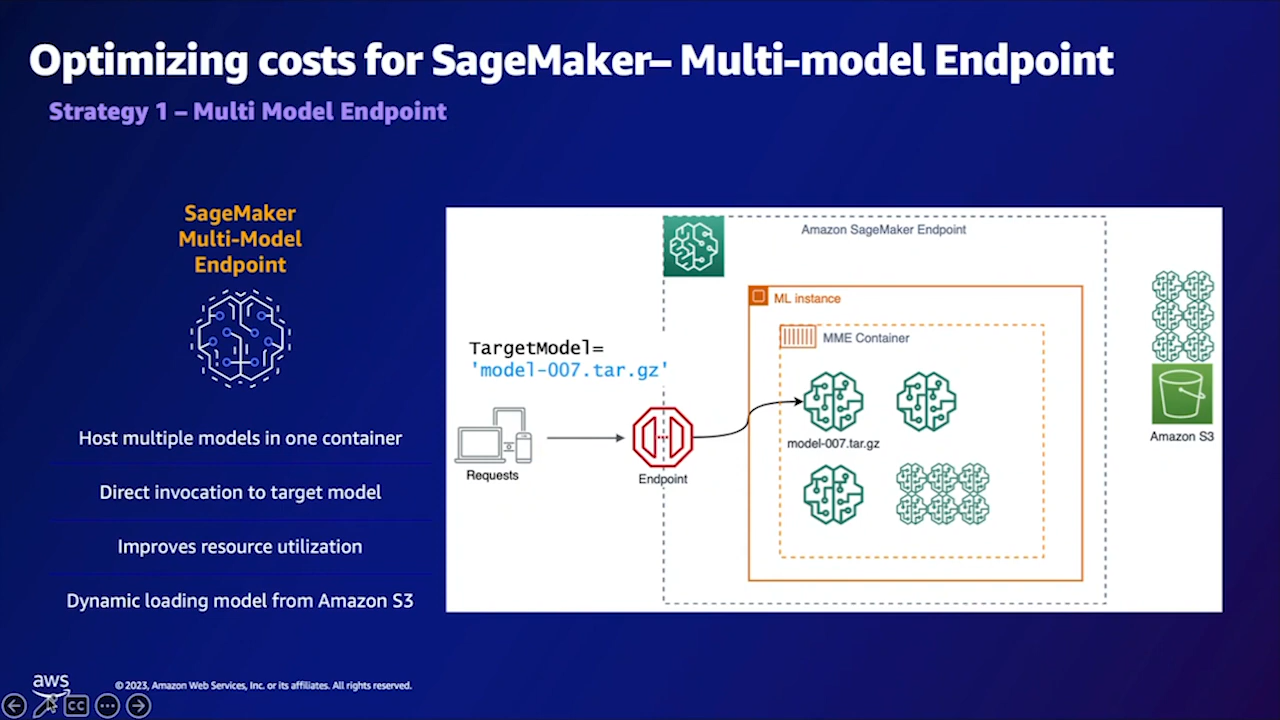 Optimizing costs for SageMaker– Multi-model Endpoint
Strategy 1 – Multi Model Endpoint
SageMaker
Multi-Model
Endpoint
Host multiple models in one container
Direct invocation to target model
Improves resource utilization
Dynamic loading model from Amazon S3
Amazon SageMaker Endpoint
ML instance
MME Container
TargetModel=
'model-007.tar.gz'
model-007.tar.gz
Requests
Endpoint
Amazon S3
aws
© 2023, Amazon Web Services, Inc. or its affiliates. All rights reserved.
CC